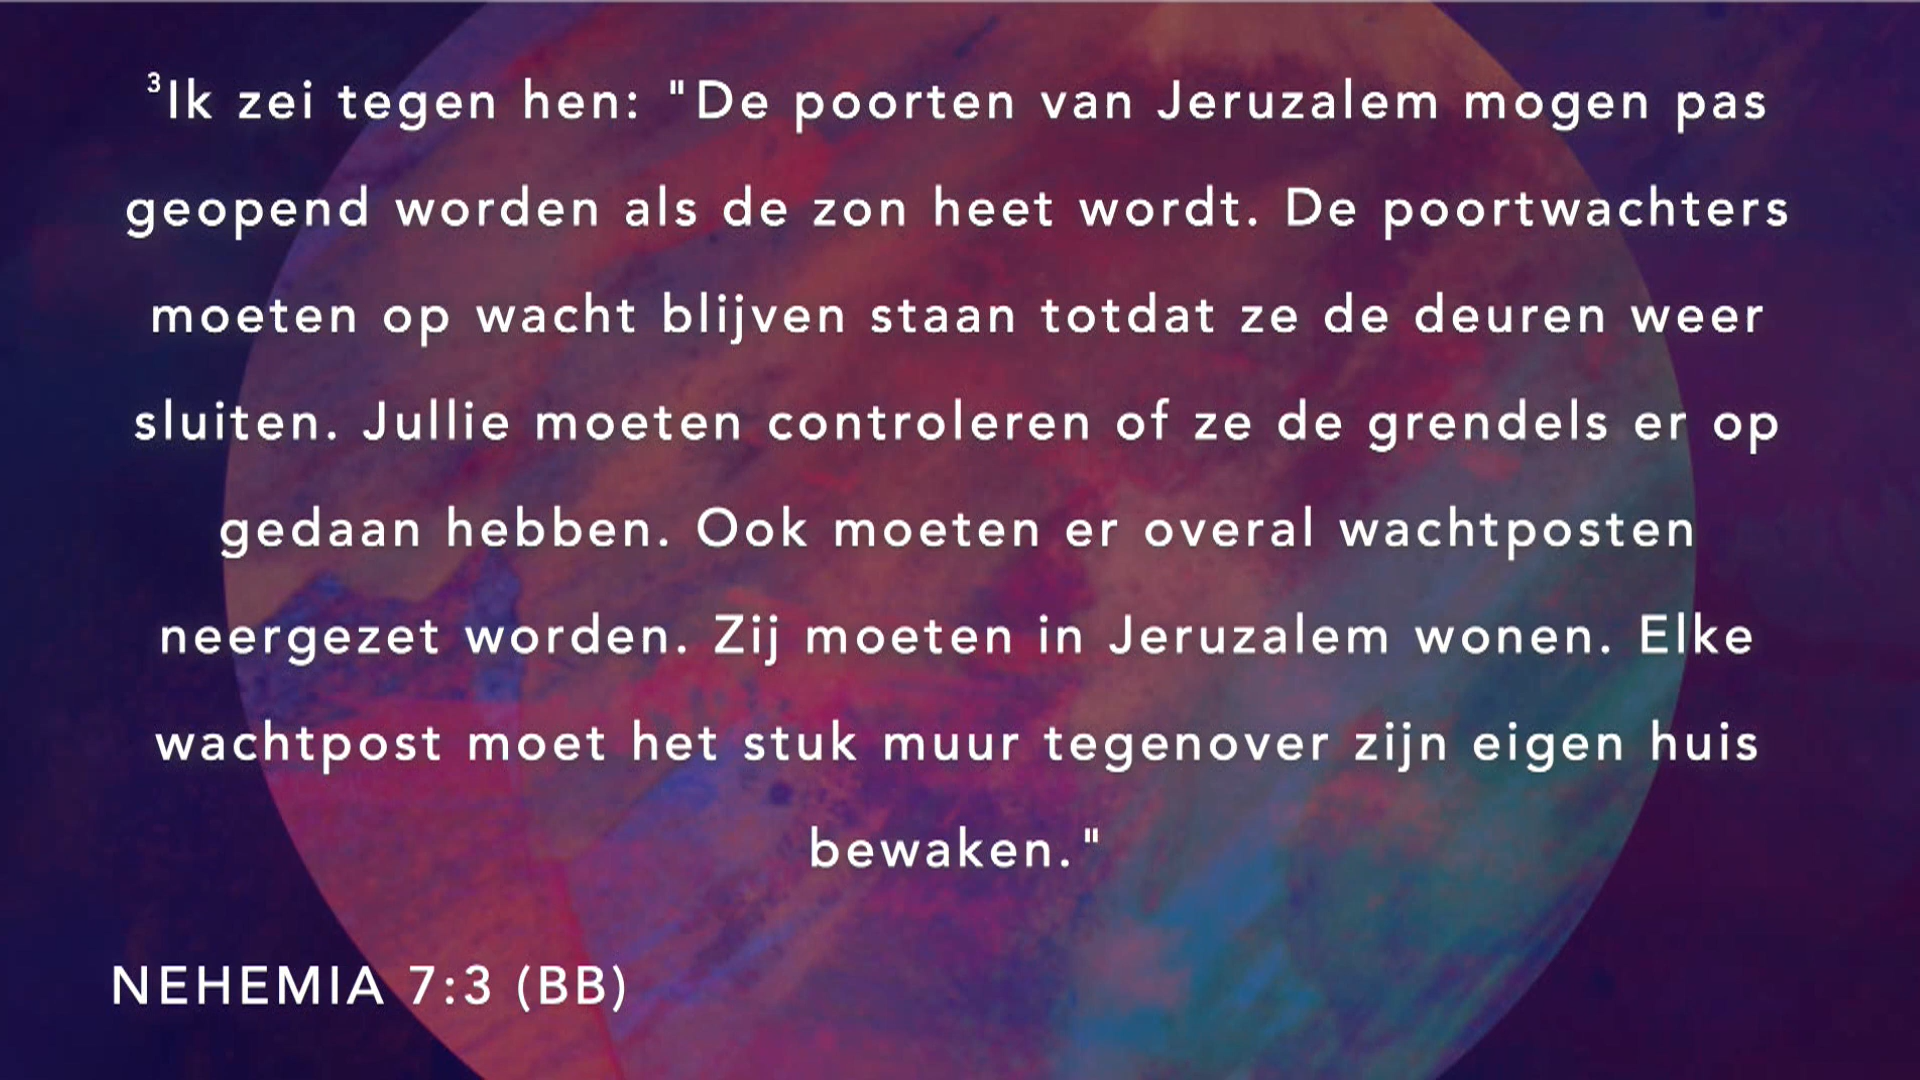 ³Ik zei tegen hen: "De poorten van Jeruzalem mogen pas
geopend worden als de zon heet wordt. De poortwachters
moeten op wacht blijven staan totdat ze de deuren weer
sluiten. Jullie moeten controleren of ze de grendels er op
gedaan hebben. Ook moeten er overal wachtposten
neergezet worden. Zij moeten in Jeruzalem wonen. Elke
wachtpost moet het stuk muur tegenover zijn eigen huis
bewaken."
NEHEMIA 7:3 (BB)